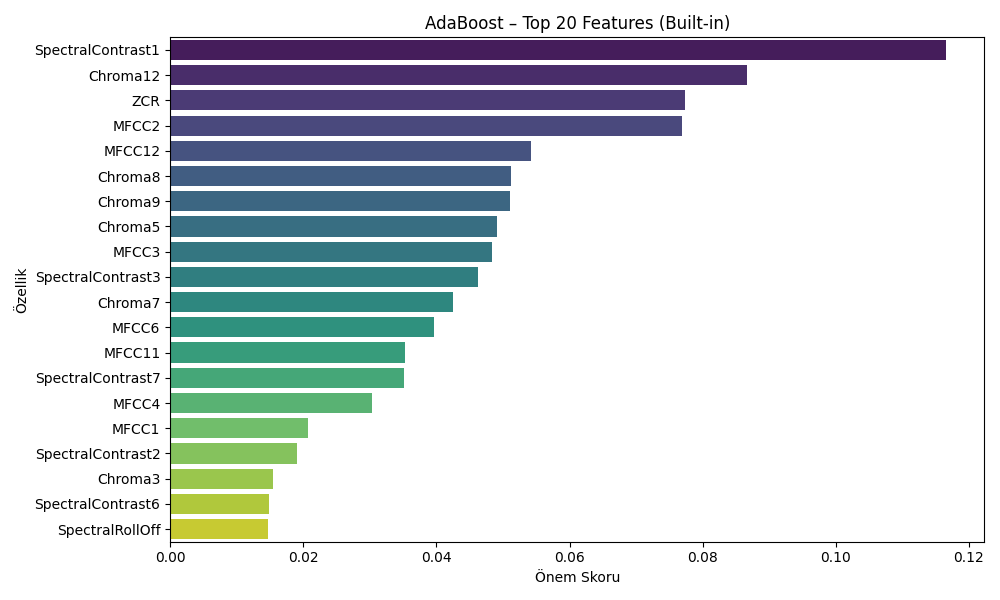 AdaBoost – Top 20 Features (Built-in)
SpectralContrast1
Chroma12
ZCR
MFCC2
MFCC12
Chroma8
Chroma9
Chroma5
MFCC3
SpectralContrast3
Chroma7
MFCC6
MFCC11
SpectralContrast7
MFCC4
MFCC1
SpectralContrast2
Chroma3
SpectralContrast6
SpectralRollOff
Özellik
0.00 0.02 0.04 0.06 0.08 0.10 0.12
Önem Skoru